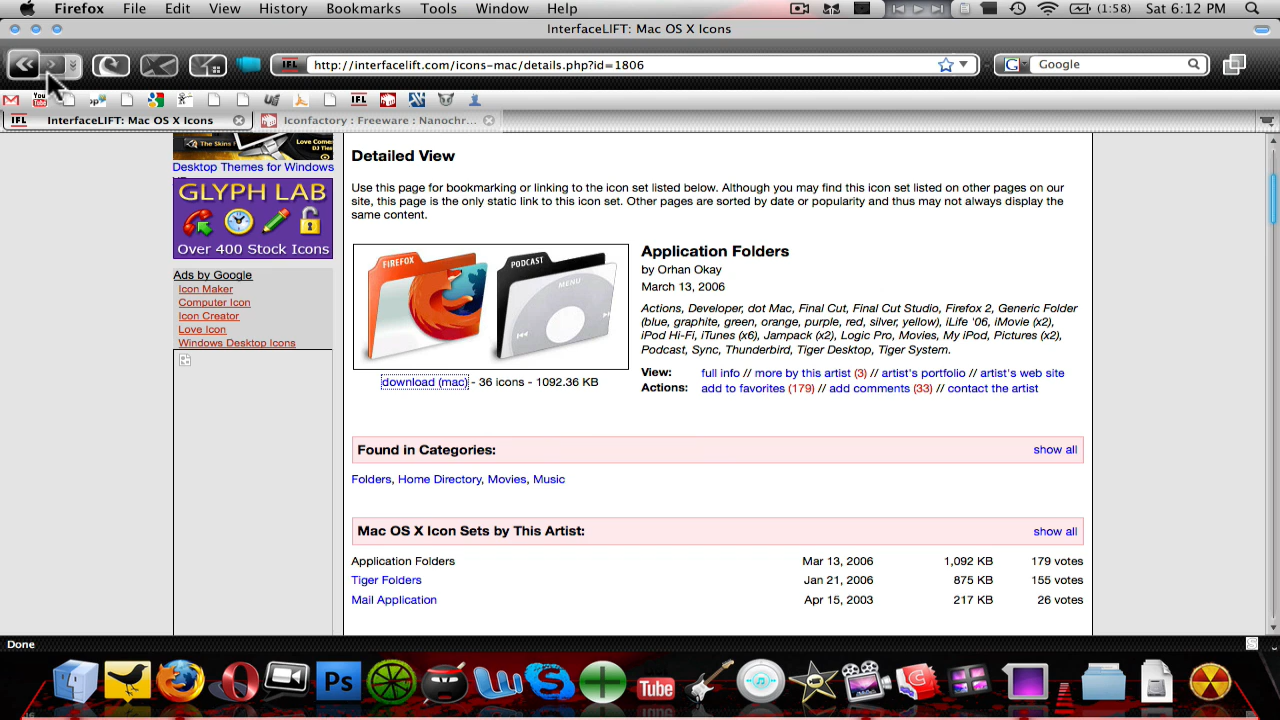 Firefox File Edit View History Bookmarks Tools Window Help (1:58) Sat 6:12 PM
InterfaceLIFT: Mac OS X Icons
IFL http://interfacelift.com/icons-mac/details.php?id=1806 G Google
You Tube IFL
IFL InterfaceLIFT: Mac OS X Icons Iconfactory : Freeware : Nanochr...
The Skins
Love Comes
Desktop Themes for Windows
GLYPH LAB
Over 400 Stock Icons
Ads by Google
Icon Maker
Computer Icon
Icon Creator
Love Icon
Windows Desktop Icons
Detailed View
Use this page for bookmarking or linking to the icon set listed below. Although you may find this icon set listed on other pages on our
site, this page is the only static link to this icon set. Other pages are sorted by date or popularity and thus may not always display the
same content.
FIREFOX
PODCAST
MENU
download (mac) - 36 icons - 1092.36 KB
Application Folders
by Orhan Okay
March 13, 2006
Actions, Developer, dot Mac, Final Cut, Final Cut Studio, Firefox 2, Generic Folder
(blue, graphite, green, orange, purple, red, silver, yellow), iLife '06, iMovie (x2),
iPod Hi-Fi, iTunes (x6), Jampack (x2), Logic Pro, Movies, My iPod, Pictures (x2),
Podcast, Sync, Thunderbird, Tiger Desktop, Tiger System.
View: full info // more by this artist (3) // artist's portfolio // artist's web site
Actions: add to favorites (179) // add comments (33) // contact the artist
Found in Categories: show all
Folders, Home Directory, Movies, Music
Mac OS X Icon Sets by This Artist: show all
Application Folders Mar 13, 2006 1,092 KB 179 votes
Tiger Folders Jan 21, 2006 875 KB 155 votes
Mail Application Apr 15, 2003 217 KB 26 votes
Done
Ps Tube